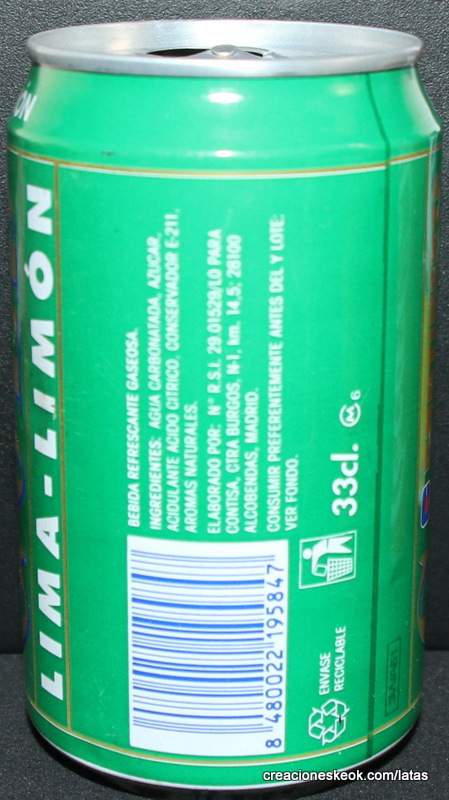 LIMA-LIMÓN
BEBIDA REFRESCANTE GASEOSA.
INGREDIENTES: AGUA CARBONATADA, AZUCAR,
ACIDULANTE ACIDO CITRICO, CONSERVADOR E-211,
AROMAS NATURALES.
ELABORADO POR: N° R.S.I. 29.01529/LO PARA
CONTISA, CTRA BURGOS, N-I, km. 14,5; 28100
ALCOBENDAS, MADRID.
CONSUMIR PREFERENTEMENTE ANTES DEL Y LOTE:
VER FONDO.
33cl. M 6
8 480022 195847
ENVASE
RECICLABLE
creacioneskeok.com/latas